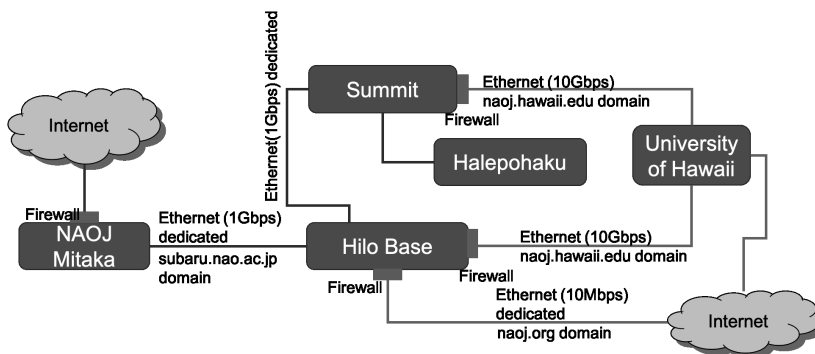 Ethernet(1Gbps) dedicated
Summit
Ethernet (10Gbps)
naoj.hawaii.edu domain
Firewall
Internet
Halepohaku
University
of Hawaii
Firewall
NAOJ
Mitaka
Ethernet (1Gbps)
dedicated
subaru.nao.ac.jp
domain
Hilo Base
Ethernet (10Gbps)
naoj.hawaii.edu domain
Firewall
Firewall
Ethernet (10Mbps)
dedicated
naoj.org domain
Internet